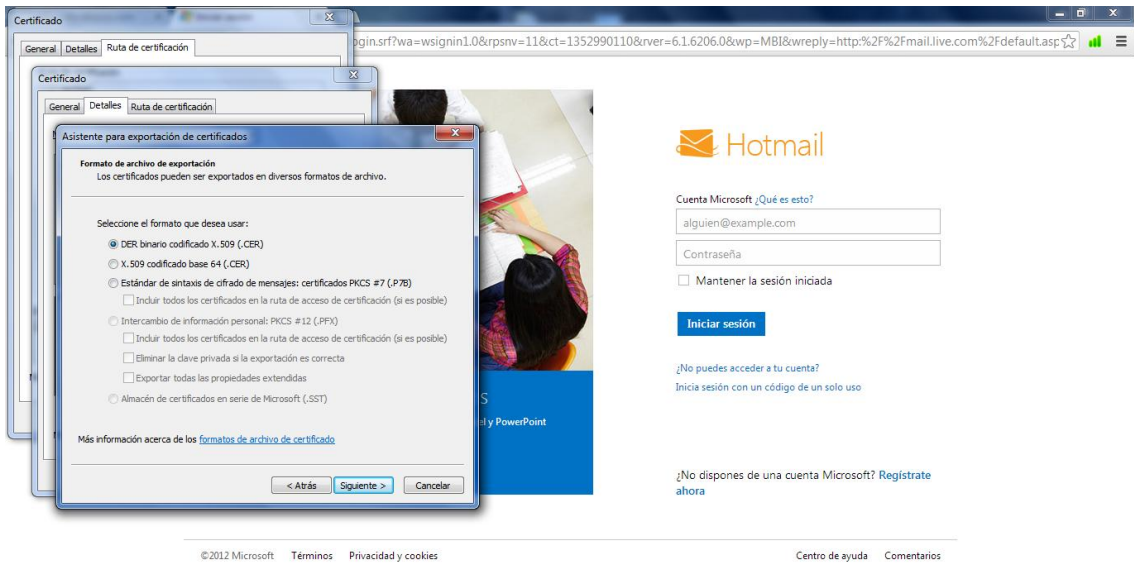 Certificado
General Detalles Ruta de certificación
Certificado
General Detalles Ruta de certificación
Asistente para exportación de certificados
Formato de archivo de exportación
Los certificados pueden ser exportados en diversos formatos de archivo.
Seleccione el formato que desea usar:
DER binario codificado X.509 (.CER)
X.509 codificado base 64 (.CER)
Estándar de sintaxis de cifrado de mensajes: certificados PKCS #7 (.P7B)
Incluir todos los certificados en la ruta de acceso de certificación (si es posible)
Intercambio de información personal: PKCS #12 (.PFX)
Incluir todos los certificados en la ruta de acceso de certificación (si es posible)
Eliminar la clave privada si la exportación es correcta
Exportar todas las propiedades extendidas
Almacén de certificados en serie de Microsoft (.SST)
Más información acerca de los formatos de archivo de certificado
< Atrás Siguiente > Cancelar
ogin.srf?wa=wsignin1.0&rpsnv=11&ct=1352990110&rver=6.1.6206.0&wp=MBI&wreply=http:%2F%2Fmail.live.com%2Fdefault.asp
S
el y PowerPoint
Hotmail
Cuenta Microsoft ¿Qué es esto?
alguien@example.com
Contraseña
Mantener la sesión iniciada
Iniciar sesión
¿No puedes acceder a tu cuenta?
Inicia sesión con un código de un solo uso
¿No dispones de una cuenta Microsoft? Regístrate
ahora
©2012 Microsoft Términos Privacidad y cookies Centro de ayuda Comentarios